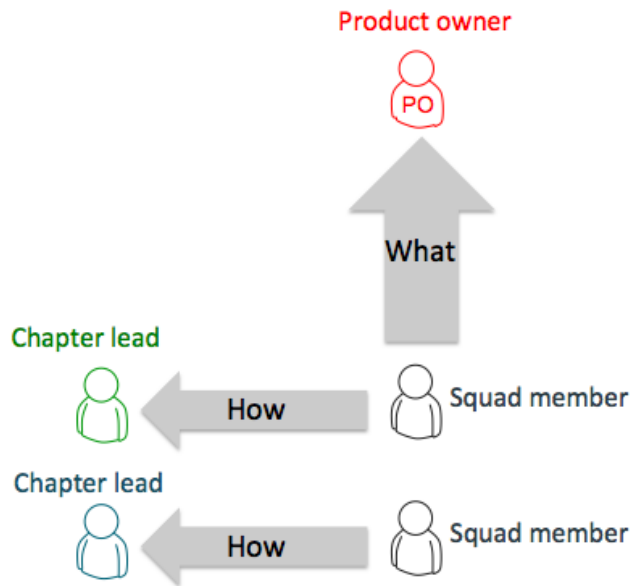 Product owner
PO
What
Chapter lead
How
Squad member
Chapter lead
How
Squad member